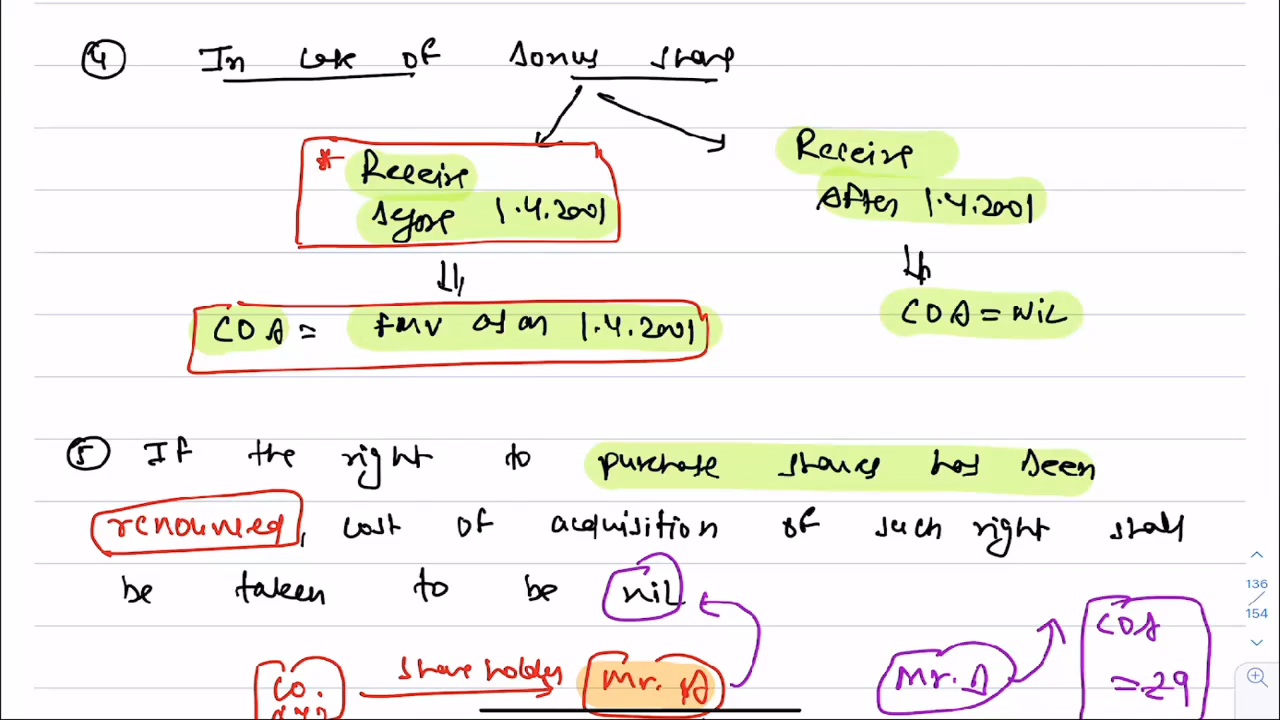 ④ In case of Bonus share
* Receive
Before 1.4.2001
Receive
After 1.4.2001
COA = FMV as on 1.4.2001
COA = NiL
⑤ If the right to purchase shares has been
renounced, cost of acquisition of such right shall
be taken to be niL
Co.
share holder
Mr. A
Mr. B
COA
= 29
136
154